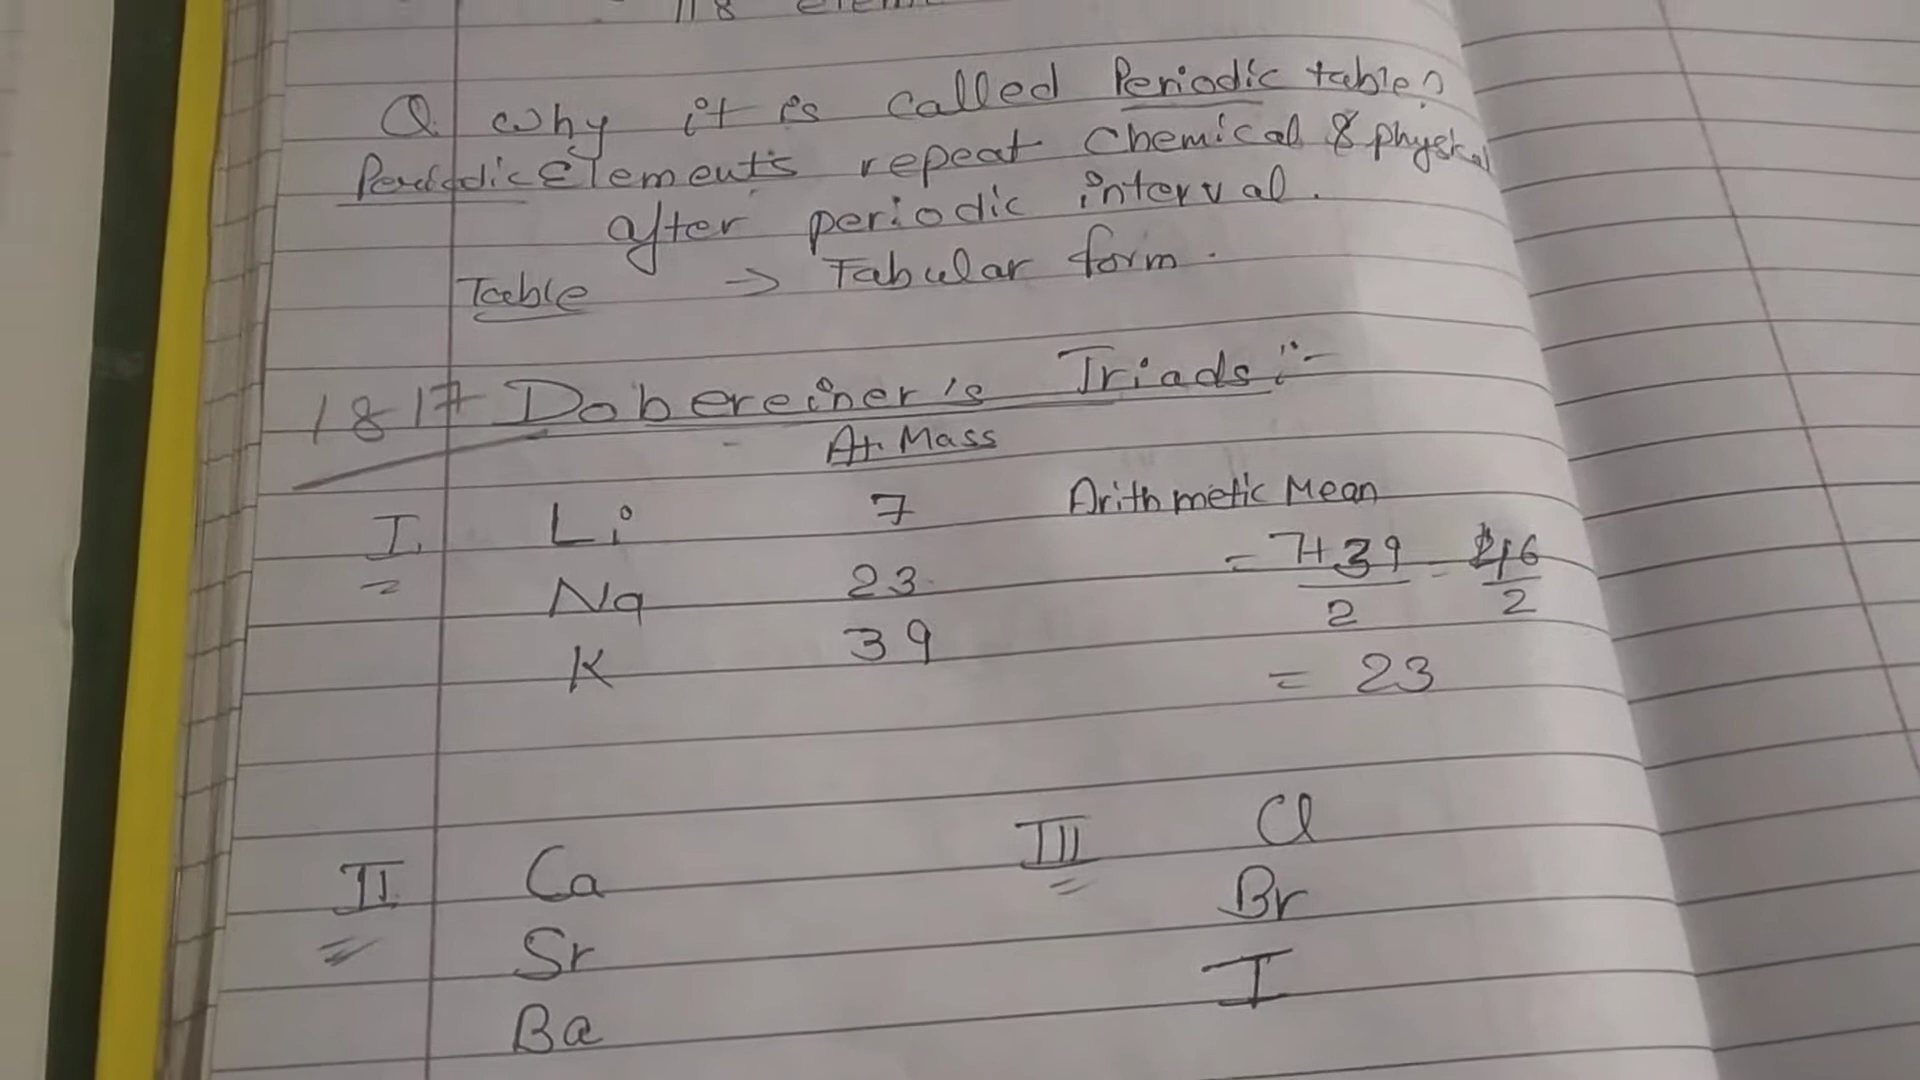 118 elem
Q. Why it is called Periodic table?
Periodic Elements repeat Chemical & physical
after periodic interval.
Table → Tabular form.
1817 Dobereiner's Triads:-
At. Mass
I. Li 7 Arithmetic Mean
Na 23 = 7+39/2 = 46/2
K 39 = 23
II. Ca III Cl
Sr Br
Ba I